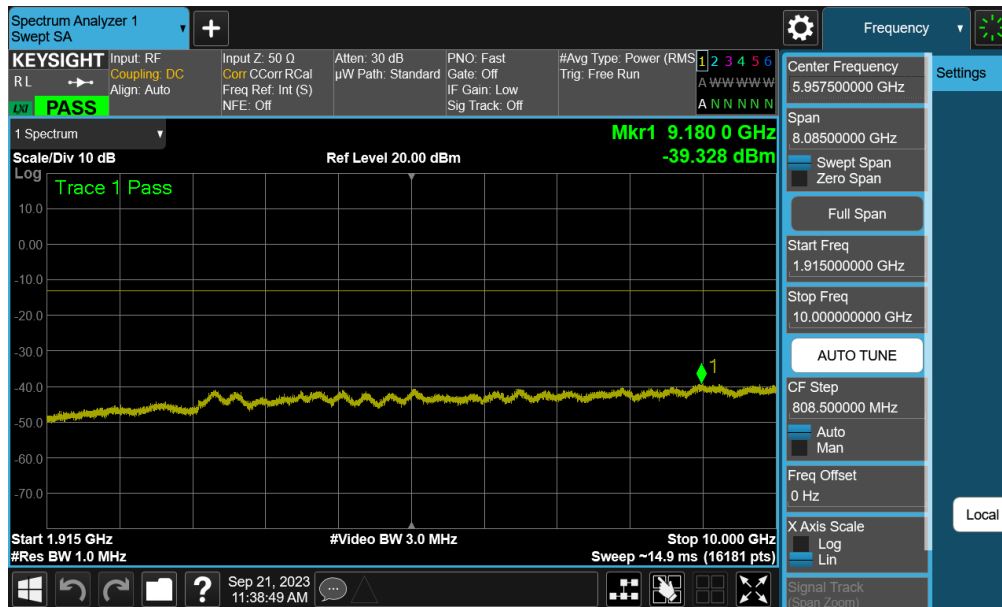 Spectrum Analyzer 1
Swept SA
Frequency
KEYSIGHT
RL
LXI
PASS
Input: RF
Coupling: DC
Align: Auto
Input Z: 50 Ω
Corr CCorr RCal
Freq Ref: Int (S)
NFE: Off
Atten: 30 dB
µW Path: Standard
PNO: Fast
Gate: Off
IF Gain: Low
Sig Track: Off
#Avg Type: Power (RMS
Trig: Free Run
1 2 3 4 5 6
A W W W W W
A N N N N N
1 Spectrum
Scale/Div 10 dB
Ref Level 20.00 dBm
Mkr1 9.180 0 GHz
-39.328 dBm
Log
Trace 1 Pass
10.0
0.00
-10.0
-20.0
-30.0
-40.0
-50.0
-60.0
-70.0
1
Start 1.915 GHz
#Video BW 3.0 MHz
Stop 10.000 GHz
#Res BW 1.0 MHz
Sweep ~14.9 ms (16181 pts)
Sep 21, 2023
11:38:49 AM
Center Frequency
5.957500000 GHz
Span
8.08500000 GHz
Swept Span
Zero Span
Full Span
Start Freq
1.915000000 GHz
Stop Freq
10.000000000 GHz
AUTO TUNE
CF Step
808.500000 MHz
Auto
Man
Freq Offset
0 Hz
X Axis Scale
Log
Lin
Signal Track
(Span Zoom)
Settings
Local